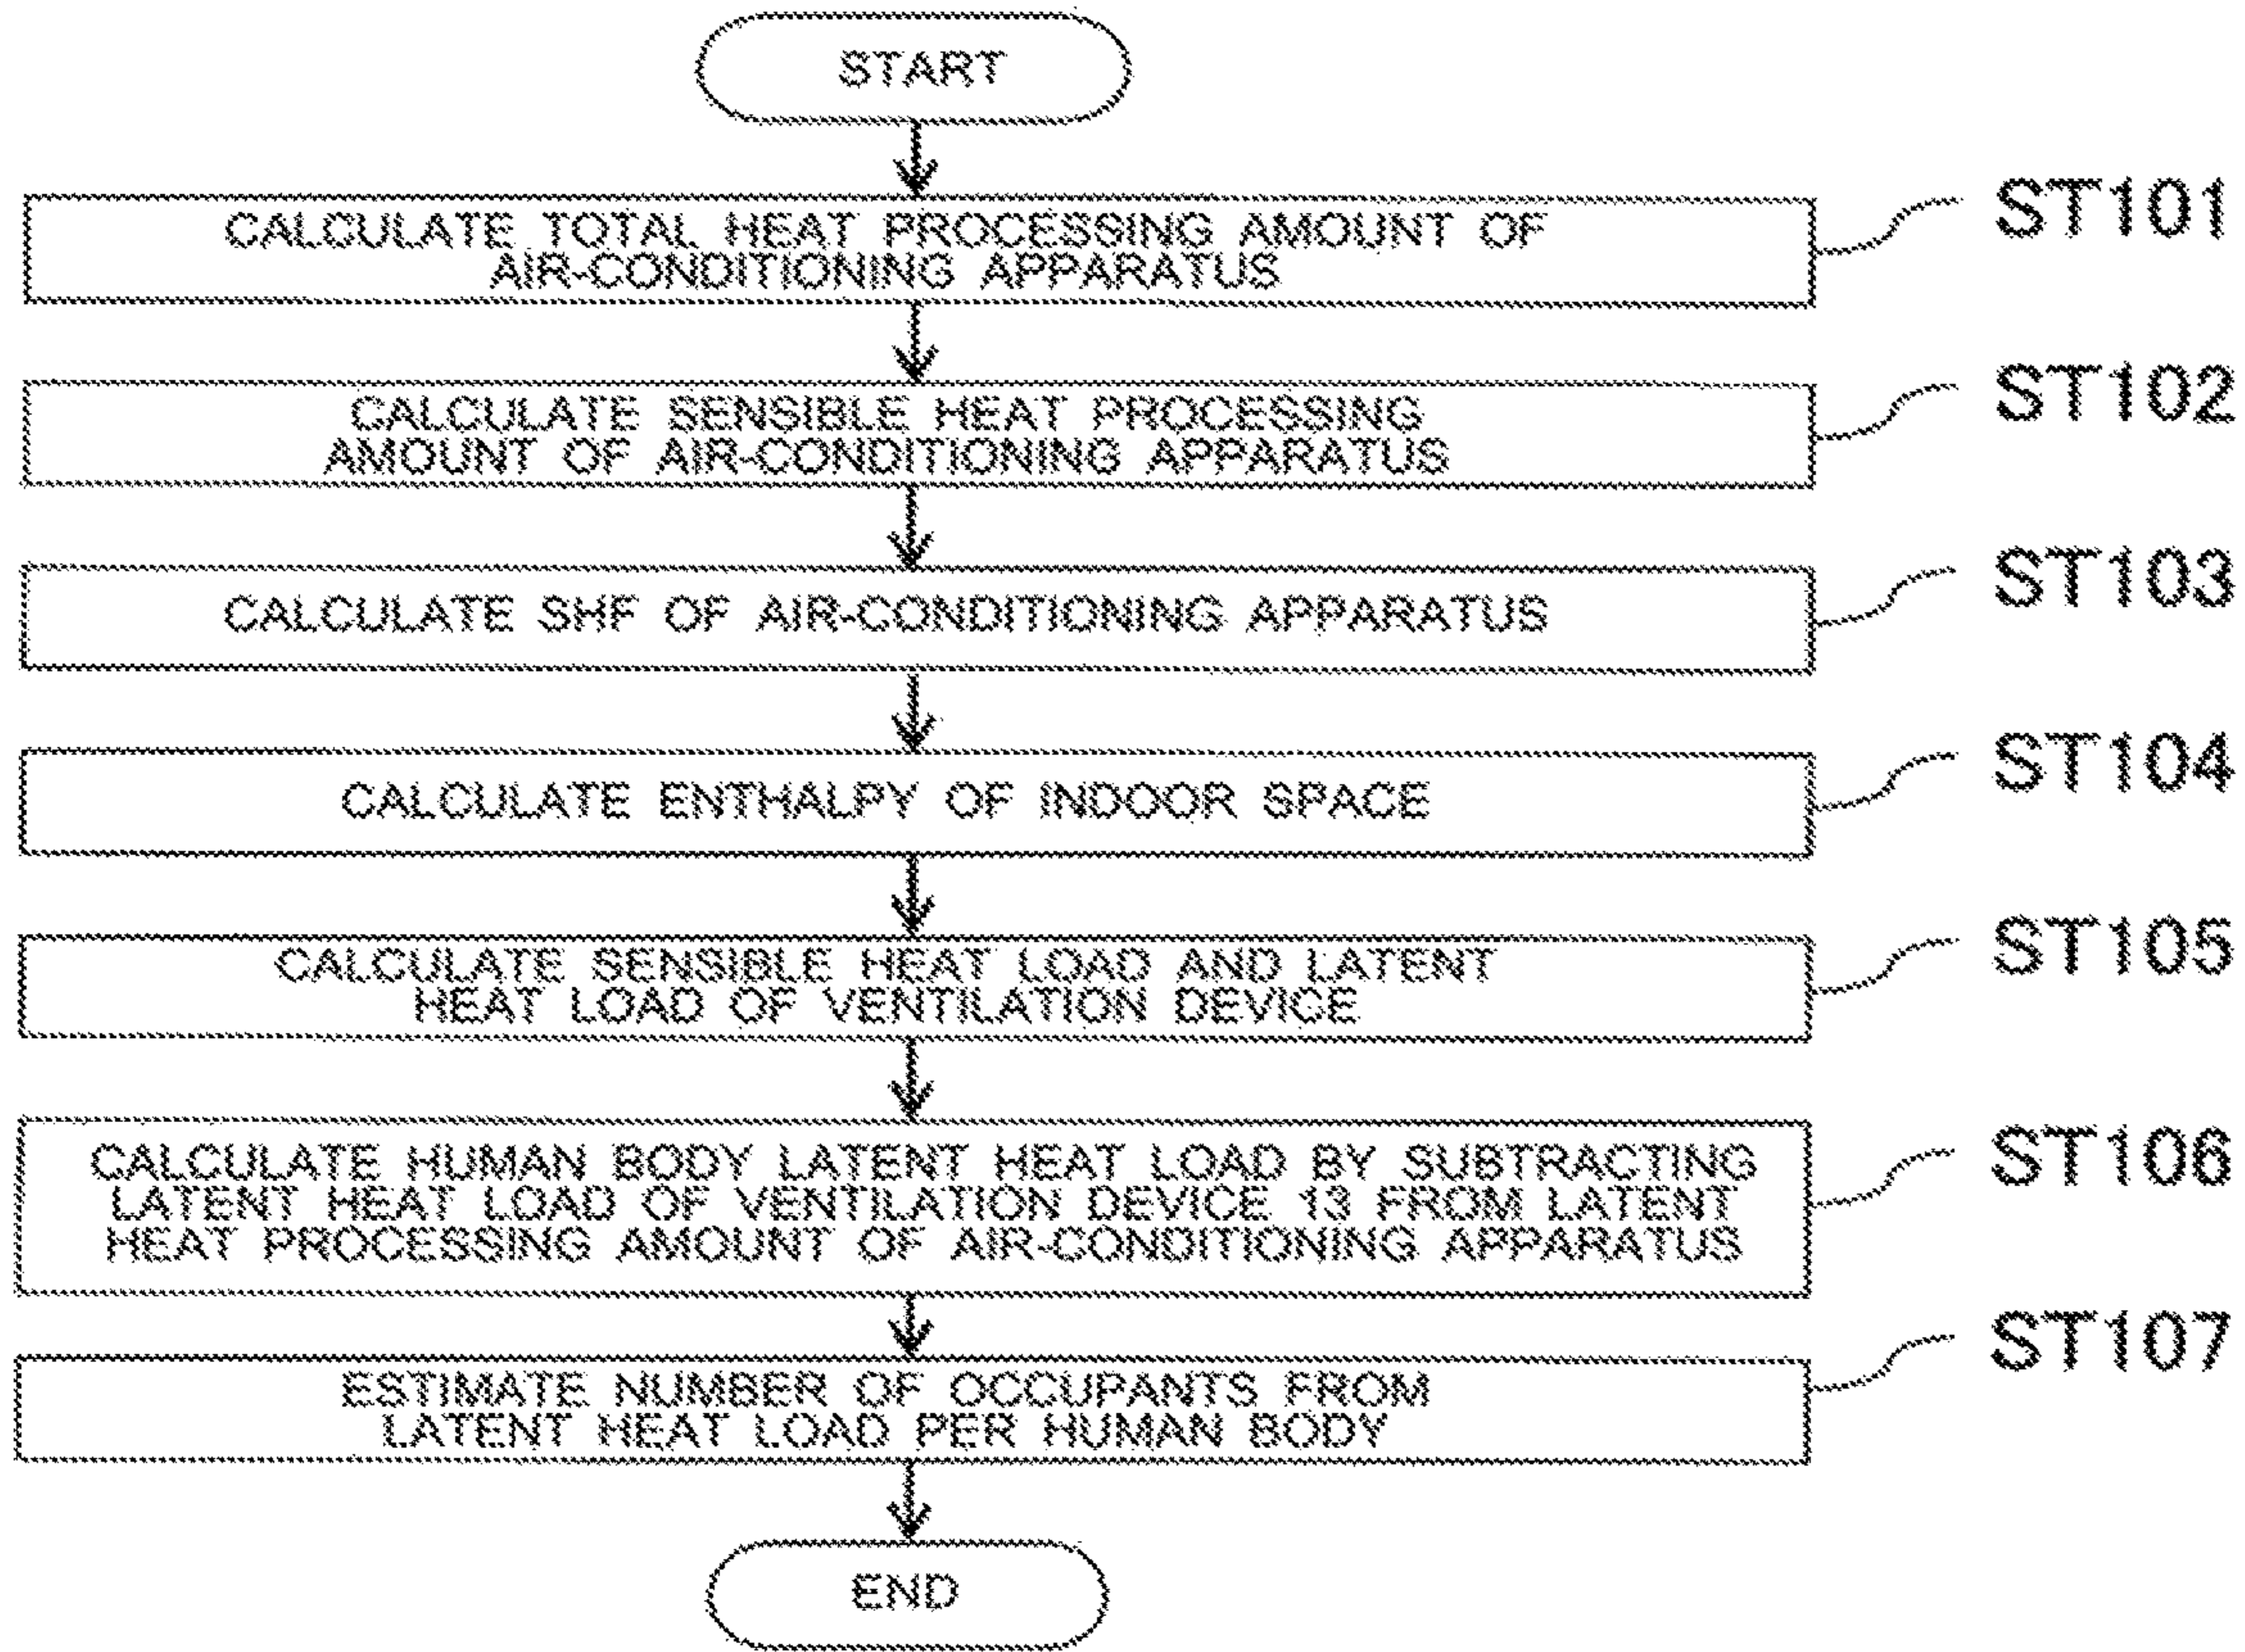 START
CALCULATE TOTAL HEAT PROCESSING AMOUNT OF
AIR-CONDITIONING APPARATUS
ST101
CALCULATE SENSIBLE HEAT PROCESSING
AMOUNT OF AIR-CONDITIONING APPARATUS
ST102
CALCULATE SHF OF AIR-CONDITIONING APPARATUS
ST103
CALCULATE ENTHALPY OF INDOOR SPACE
ST104
CALCULATE SENSIBLE HEAT LOAD AND LATENT
HEAT LOAD OF VENTILATION DEVICE
ST105
CALCULATE HUMAN BODY LATENT HEAT LOAD BY SUBTRACTING
LATENT HEAT LOAD OF VENTILATION DEVICE 13 FROM LATENT
HEAT PROCESSING AMOUNT OF AIR-CONDITIONING APPARATUS
ST106
ESTIMATE NUMBER OF OCCUPANTS FROM
LATENT HEAT LOAD PER HUMAN BODY
ST107
END